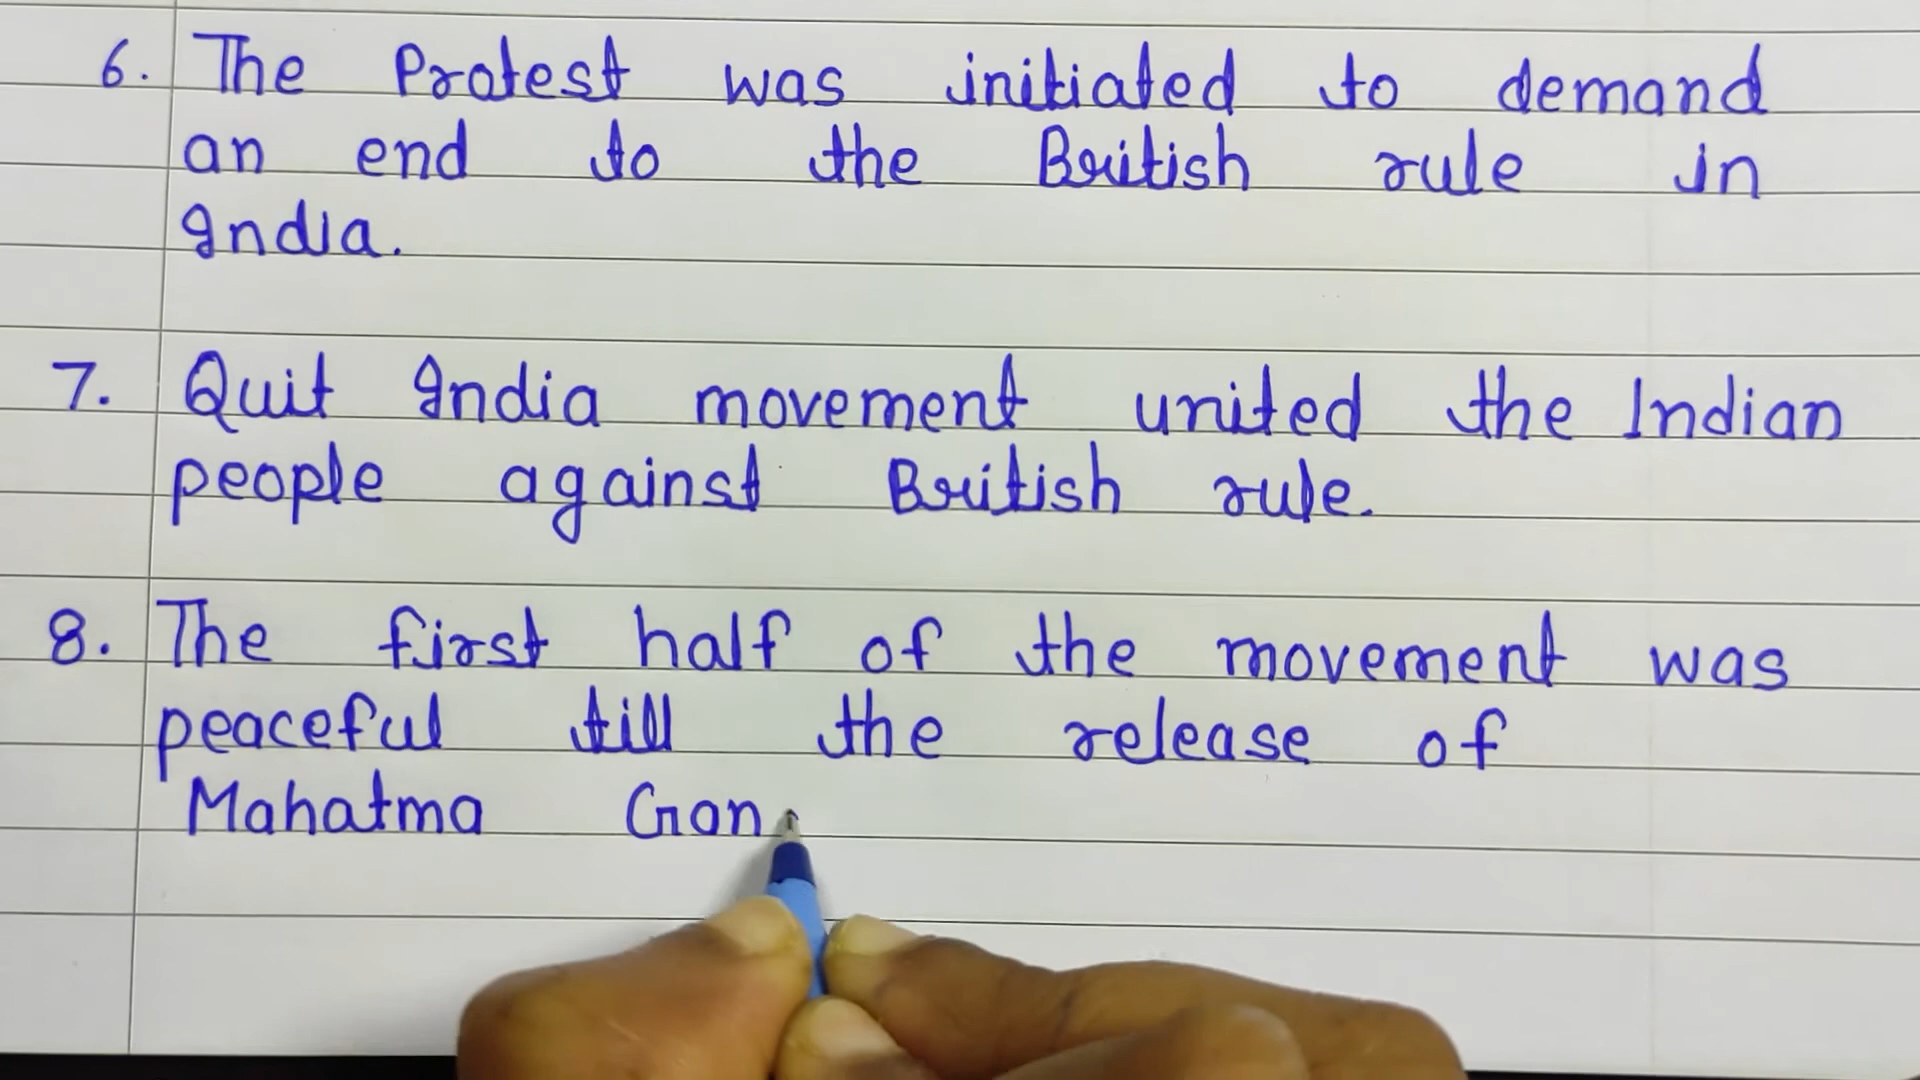 6. The Protest was initiated to demand
an end to the British rule in
India.
7. Quit India movement united the Indian
people against British rule.
8. The first half of the movement was
peaceful till the release of
Mahatma Gan